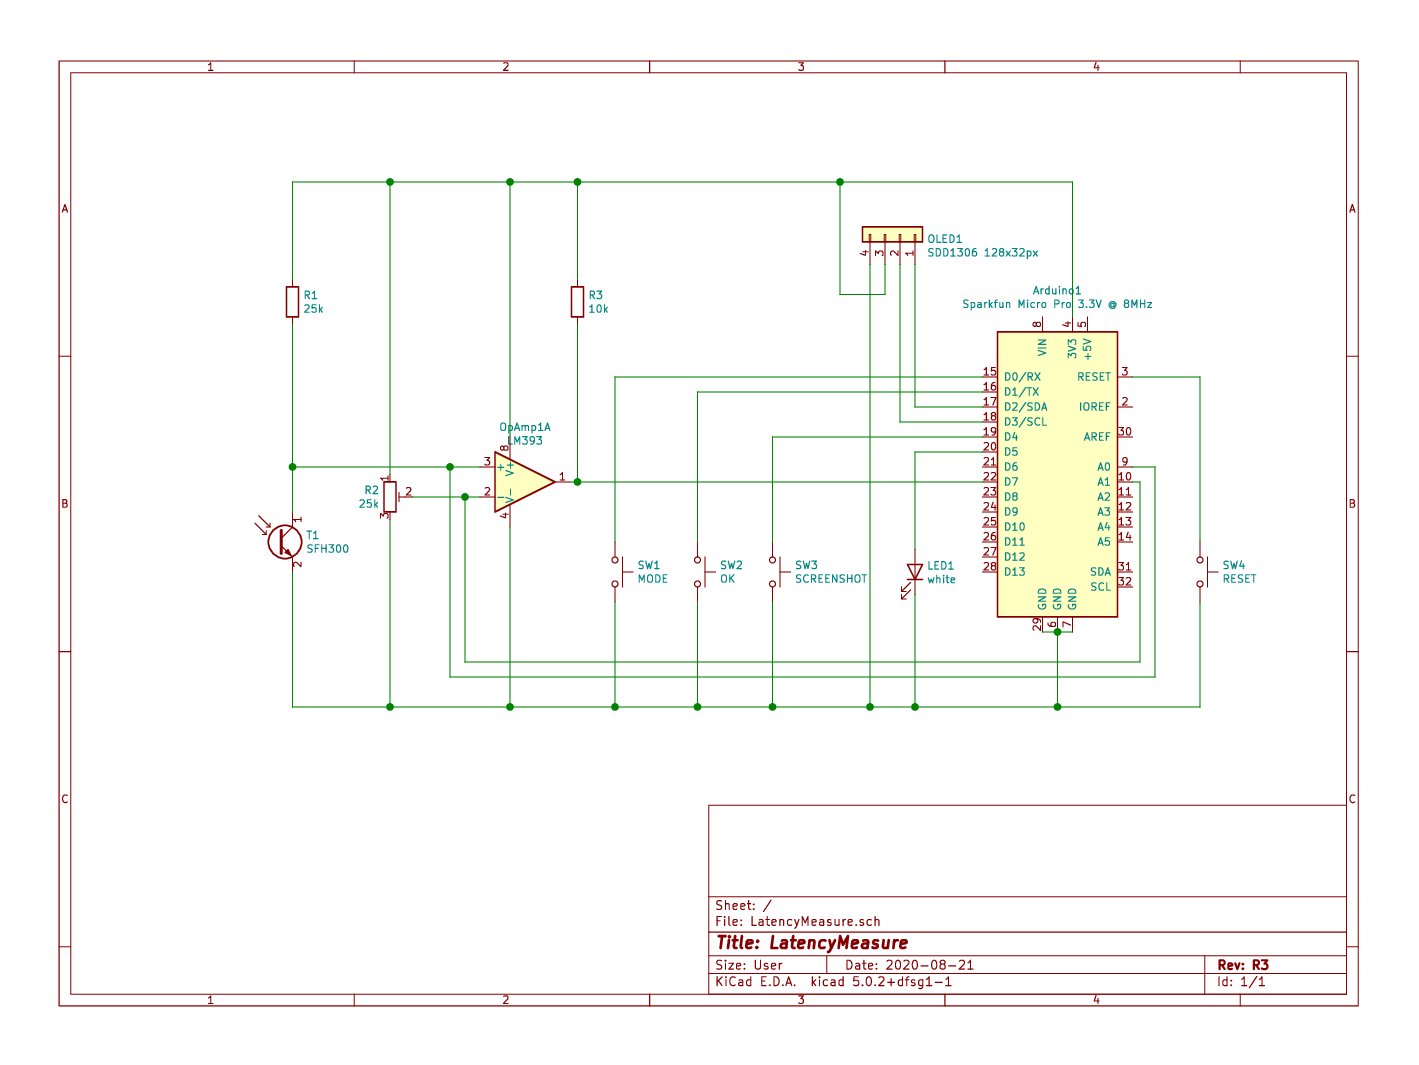 1 2 3 4
A A
B B
C C
1 2 3 4
R1
25k
R3
10k
4 3 2 1
OLED1
SDD1306 128x32px
Arduino1
Sparkfun Micro Pro 3.3V @ 8MHz
8 4 5
VIN 3V3 +5V
15 D0/RX RESET 3
16 D1/TX
17 D2/SDA IOREF 2
18 D3/SCL
19 D4 AREF 30
20 D5
21 D6 A0 9
22 D7 A1 10
23 D8 A2 11
24 D9 A3 12
25 D10 A4 13
26 D11 A5 14
27 D12
28 D13 SDA 31
SCL 32
GND GND GND
29 6 7
OpAmp1A
LM393
8
3 + V+
1
2 - V-
4
1
R2 2
25k
3
1
T1
SFH300
2
SW1
MODE
SW2
OK
SW3
SCREENSHOT
LED1
white
SW4
RESET
Sheet: /
File: LatencyMeasure.sch
Title: LatencyMeasure
Size: User Date: 2020-08-21 Rev: R3
KiCad E.D.A. kicad 5.0.2+dfsg1-1 Id: 1/1